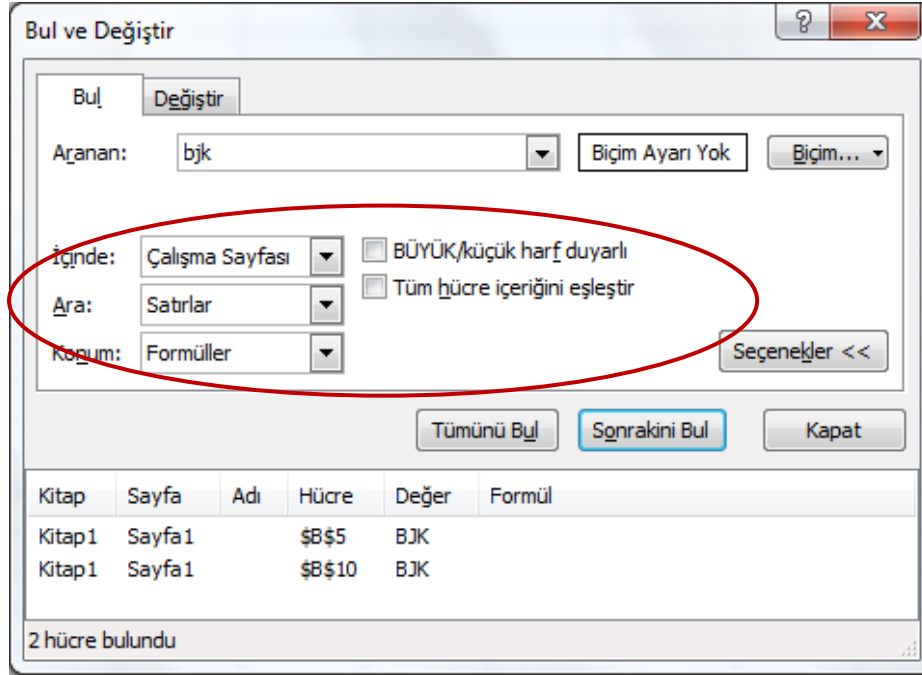 Bul ve Değiştir
Bul Değiştir
Aranan: bjk Biçim Ayarı Yok Biçim...
İçinde: Çalışma Sayfası BÜYÜK/küçük harf duyarlı
Ara: Satırlar Tüm hücre içeriğini eşleştir
Konum: Formüller Seçenekler <<
Tümünü Bul Sonrakini Bul Kapat
Kitap Sayfa Adı Hücre Değer Formül
Kitap1 Sayfa1 $B$5 BJK
Kitap1 Sayfa1 $B$10 BJK
2 hücre bulundu